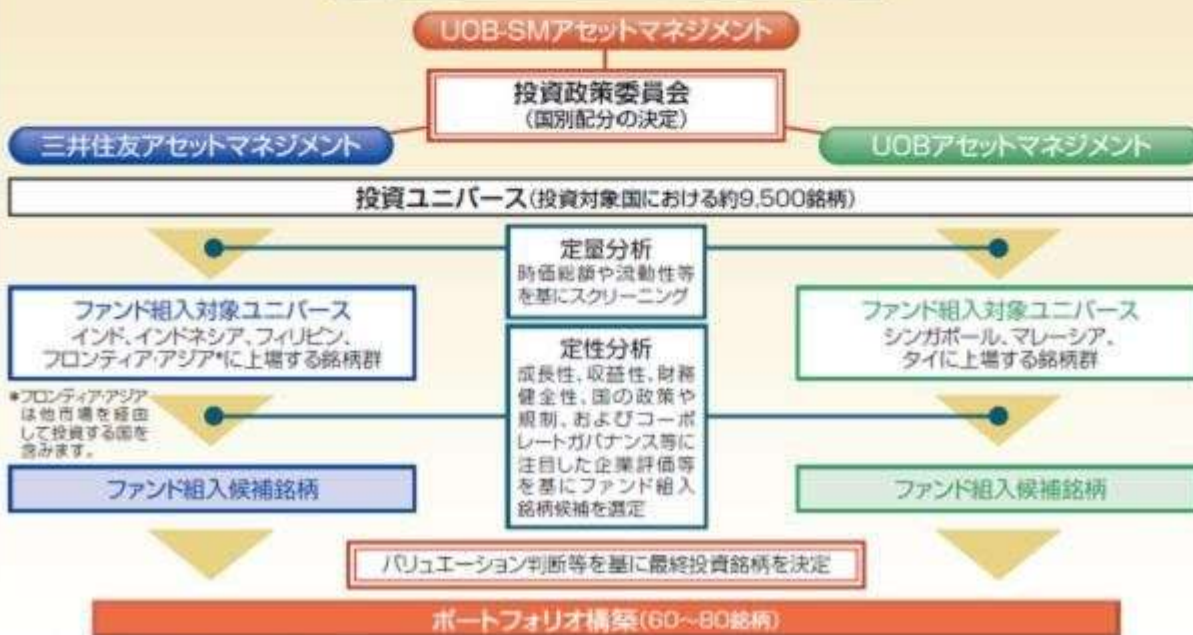 UOB-SMアセットマネジメント
投資政策委員会
(国別配分の決定)
三井住友アセットマネジメント
UOBアセットマネジメント
投資ユニバース(投資対象国における約9,500銘柄)
定量分析
時価総額や流動性等
を基にスクリーニング
ファンド組入対象ユニバース
インド、インドネシア、フィリピン、
フロンティア・アジア*に上場する銘柄群
ファンド組入対象ユニバース
シンガポール、マレーシア、
タイに上場する銘柄群
定性分析
成長性、収益性、財務
健全性、国の政策や
規制、およびコーポ
レートガバナンス等に
注目した企業評価等
を基にファンド組入
銘柄候補を選定
*フロンティア・アジア
は他市場を経由
して投資する国を
含みます。
ファンド組入候補銘柄
ファンド組入候補銘柄
バリュエーション判断等を基に最終投資銘柄を決定
ポートフォリオ構築(60~80銘柄)